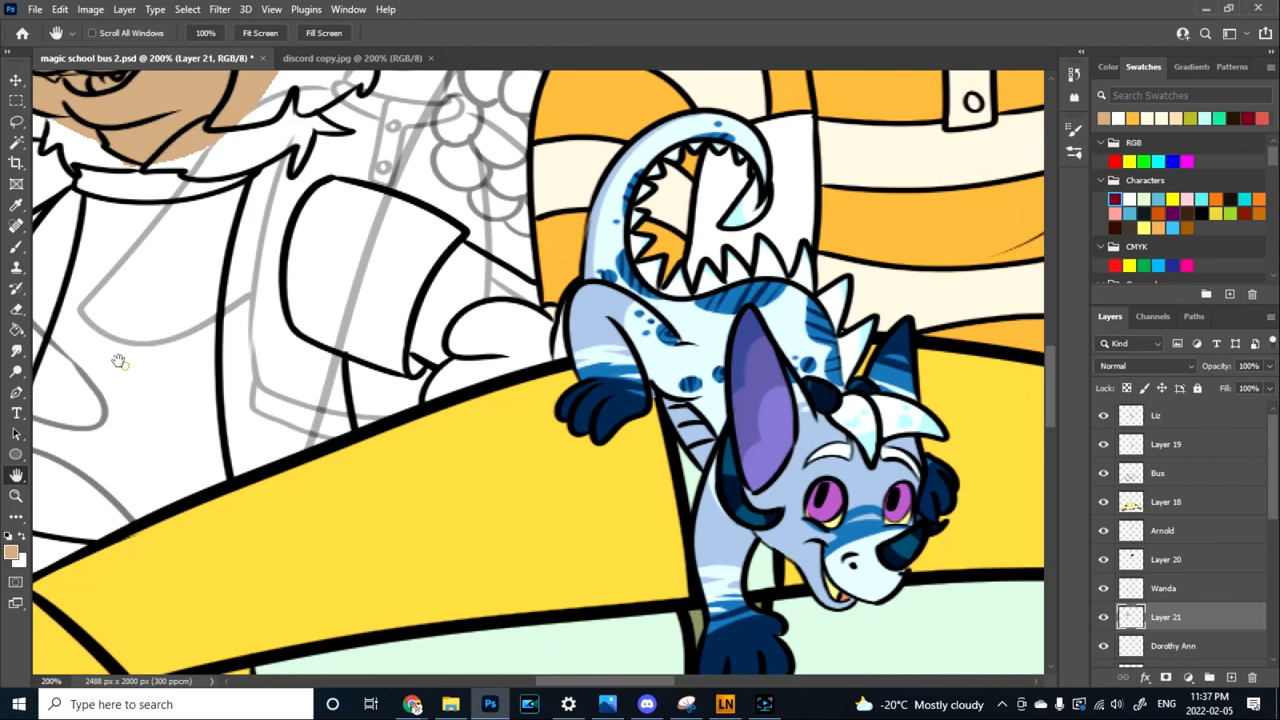 Ps File Edit Image Layer Type Select Filter 3D View Plugins Window Help
Scroll All Windows 100% Fit Screen Fill Screen
magic school bus 2.psd @ 200% (Layer 21, RGB/8) * × discord copy.jpg @ 200% (RGB/8) ×
Color Swatches Gradients Patterns
Search Swatches
RGB
Characters
CMYK
Layers Channels Paths
Kind
Normal Opacity: 100%
Lock: Fill: 100%
Liz
Layer 19
Bus
Layer 18
Arnold
Layer 20
Wanda
Layer 21
Dorothy Ann
200% 2488 px x 2000 px (300 ppcm)
Type here to search
Ps
LN
-20°C Mostly cloudy
ENG
11:37 PM
2022-02-05